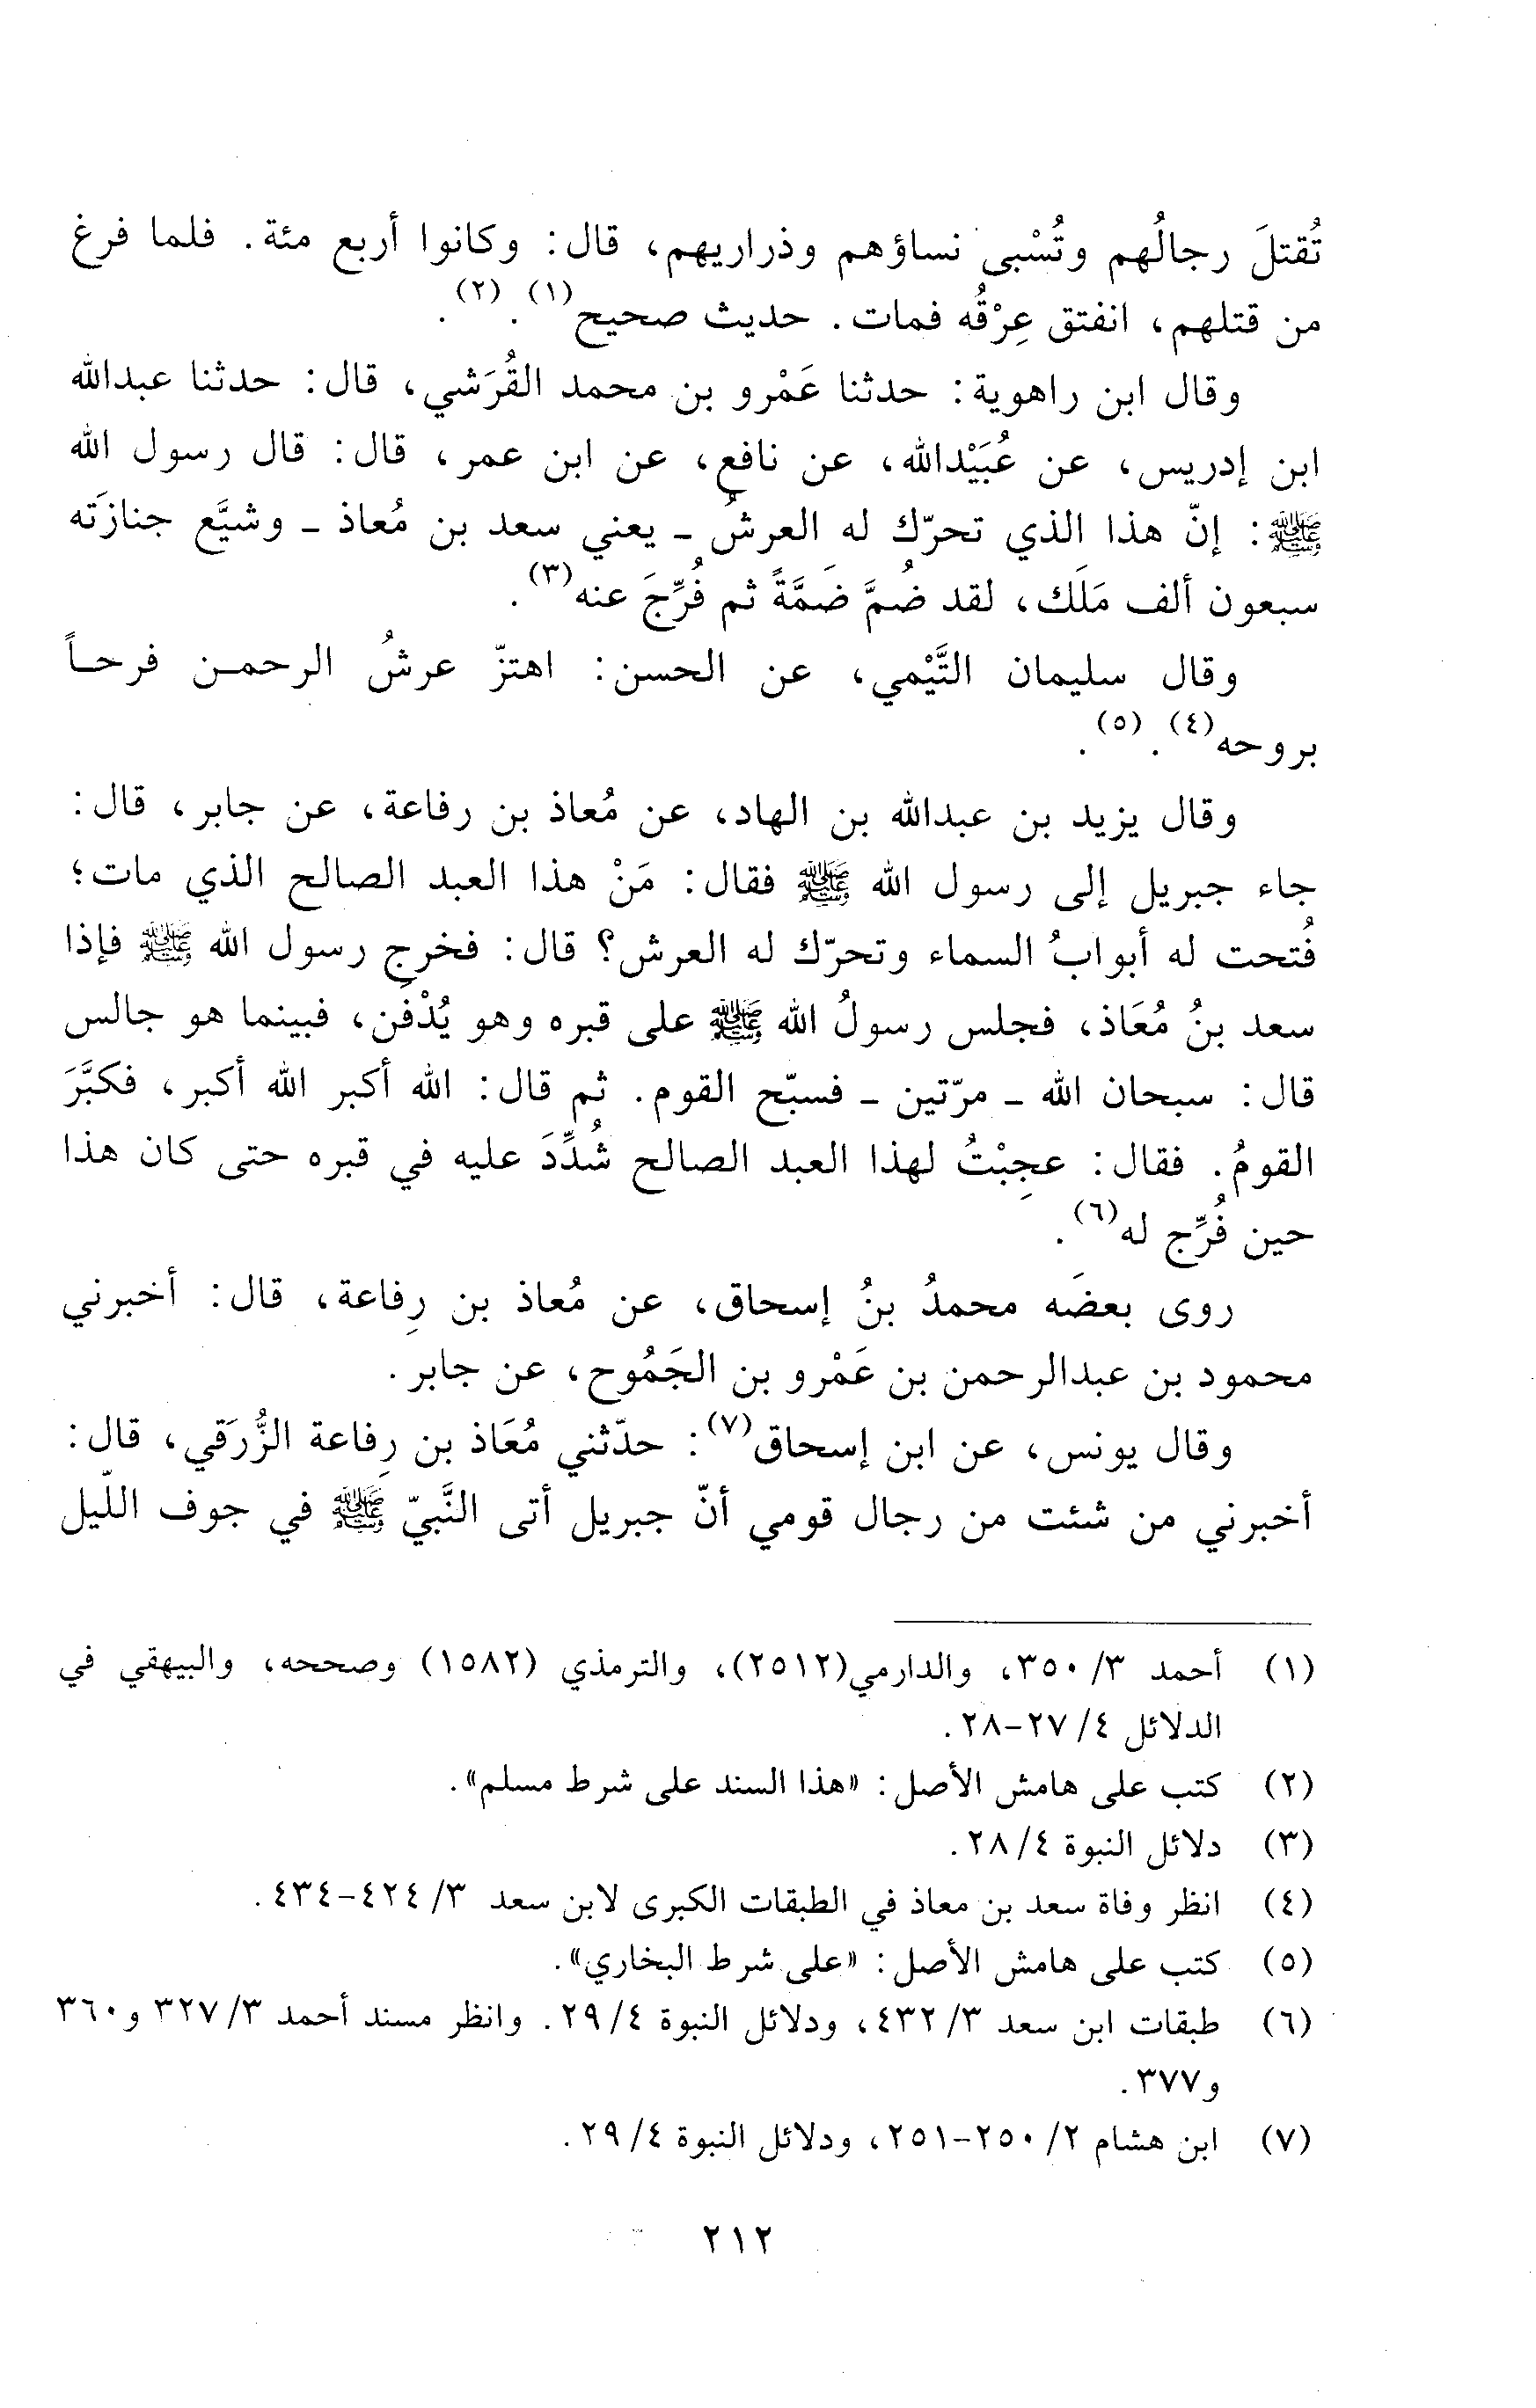 تُقتلَ رجالُهم وتُسْبى نساؤهم وذراريهم، قال: وكانوا أربع مئة. فلما فرغ
من قتلهم، انفتق عِرْقُه فمات. حديث صحيح(١). (٢).
وقال ابن راهوية: حدثنا عَمْرو بن محمد القُرَشي، قال: حدثنا عبدالله
ابن إدريس، عن عُبَيْدالله، عن نافع، عن ابن عمر، قال: قال رسول الله
ﷺ: إنّ هذا الذي تحرّك له العرشُ ـ يعني سعد بن مُعاذ ـ وشيَّع جنازَته
سبعون ألف مَلَك، لقد ضُمَّ ضَمَّةً ثم فُرِّجَ عنه(٣).
وقال سليمان التَّيْمي، عن الحسن: اهتزّ عرشُ الرحمـن فرحـاً
بروحه(٤). (٥).
وقال يزيد بن عبدالله بن الهاد، عن مُعاذ بن رفاعة، عن جابر، قال:
جاء جبريل إلى رسول الله ﷺ فقال: مَنْ هذا العبد الصالح الذي مات؛
فُتحت له أبوابُ السماء وتحرّك له العرش؟ قال: فخرج رسول الله ﷺ فإذا
سعد بنُ مُعَاذ، فجلس رسولُ الله ﷺ على قبره وهو يُدْفن، فبينما هو جالس
قال: سبحان الله ـ مرّتين ـ فسبّح القوم. ثم قال: الله أكبر الله أكبر، فكبَّرَ
القومُ. فقال: عجِبْتُ لهذا العبد الصالح شُدِّدَ عليه في قبره حتى كان هذا
حين فُرِّج له(٦).
روى بعضَه محمدُ بنُ إسحاق، عن مُعاذ بن رِفاعة، قال: أخبرني
محمود بن عبدالرحمن بن عَمْرو بن الجَمُوح، عن جابر.
وقال يونس، عن ابن إسحاق(٧): حدّثني مُعَاذ بن رِفاعة الزُّرَقي، قال:
أخبرني من شئت من رجال قومي أنّ جبريل أتى النَّبيّ ﷺ في جوف اللّيل
(١) أحمد ٣/ ٣٥٠، والدارمي(٢٥١٢)، والترمذي (١٥٨٢) وصححه، والبيهقي في
الدلائل ٤/ ٢٧-٢٨.
(٢) كتب على هامش الأصل: «هذا السند على شرط مسلم».
(٣) دلائل النبوة ٤/ ٢٨.
(٤) انظر وفاة سعد بن معاذ في الطبقات الكبرى لابن سعد ٣/ ٤٢٤-٤٣٤.
(٥) كتب على هامش الأصل: «على شرط البخاري».
(٦) طبقات ابن سعد ٣/ ٤٣٢، ودلائل النبوة ٤/ ٢٩. وانظر مسند أحمد ٣/ ٣٢٧ و٣٦٠
و٣٧٧.
(٧) ابن هشام ٢/ ٢٥٠-٢٥١، ودلائل النبوة ٤/ ٢٩.
٢١٢